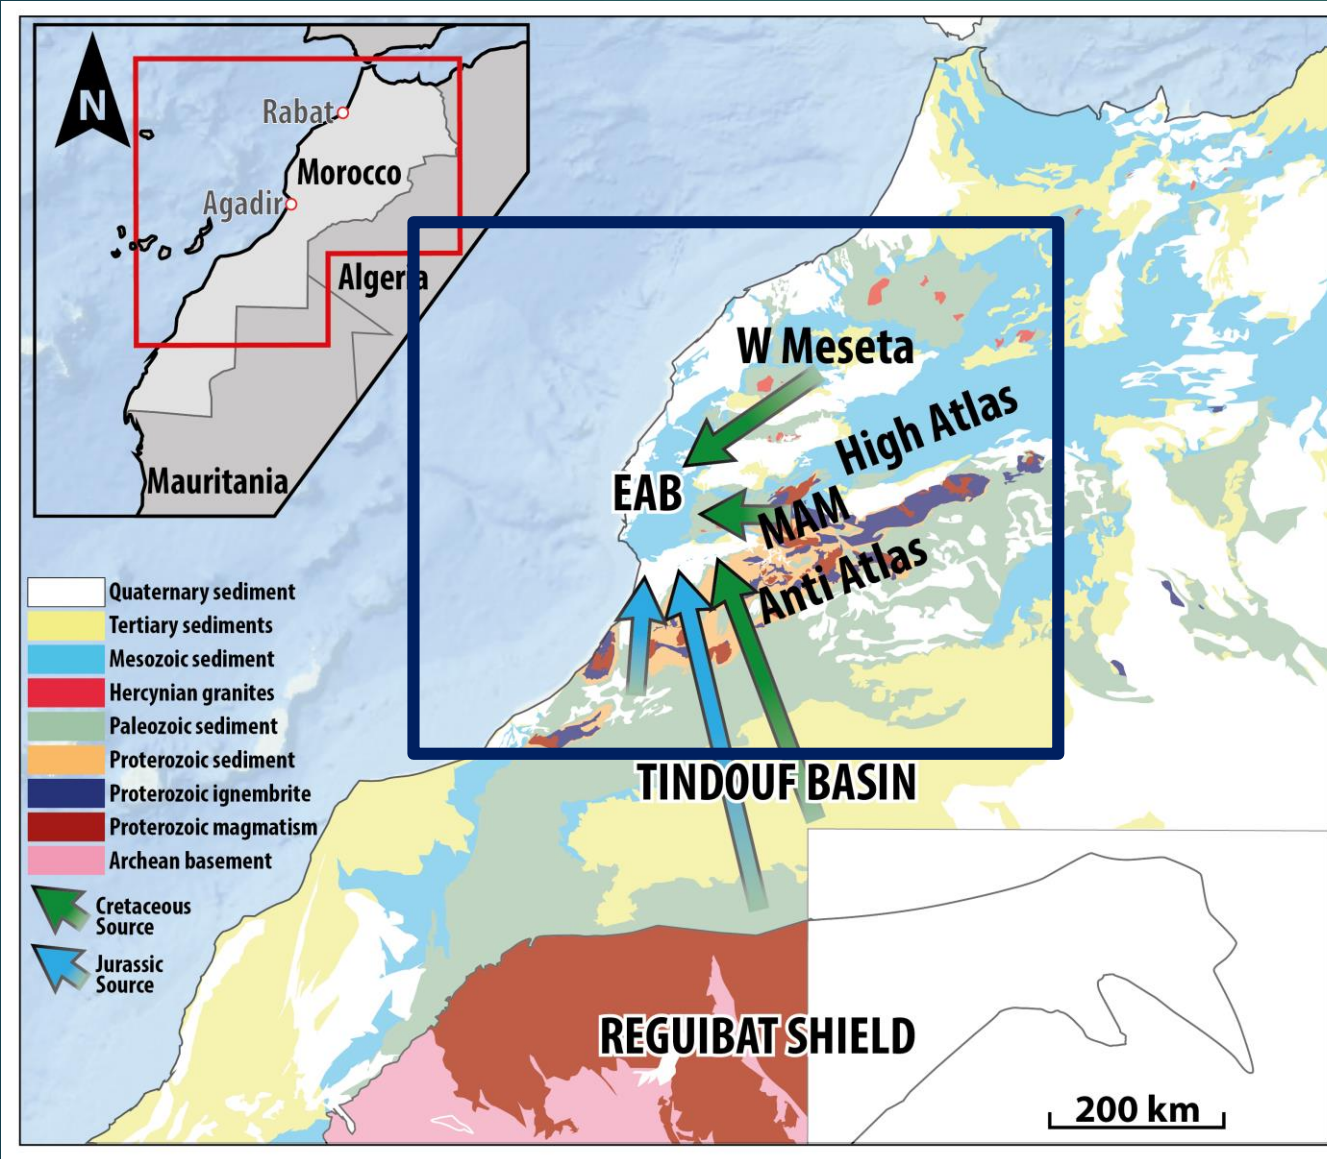 N
Rabat
Morocco
Agadir
Algeria
Mauritania
W Meseta
High Atlas
EAB
MAM
Anti Atlas
TINDOUF BASIN
REGUIBAT SHIELD
200 km
Quaternary sediment
Tertiary sediments
Mesozoic sediment
Hercynian granites
Paleozoic sediment
Proterozoic sediment
Proterozoic ignembrite
Proterozoic magmatism
Archean basement
Cretaceous
Source
Jurassic
Source